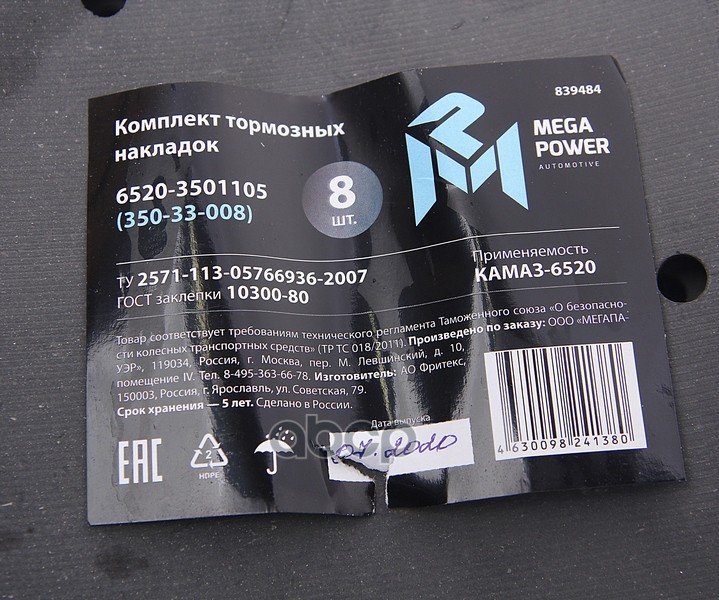 839484
Комплект тормозных
накладок
6520-3501105
(350-33-008)
8
шт.
2M
MEGA
POWER
AUTOMOTIVE
ту 2571-113-05766936-2007
ГОСТ заклепки 10300-80
Применяемость
КАМАЗ-6520
Товар соответствует требованиям технического регламента Таможенного союза «О безопасно-
сти колесных транспортных средств» (ТР ТС 018/2011). Произведено по заказу: ООО «МЕГАПА-
УЭР», 119034, Россия, г. Москва, пер. М. Левшинский, д. 10,
помещение IV. Тел. 8-495-363-66-78. Изготовитель: АО Фритекс,
150003, Россия, г. Ярославль, ул. Советская, 79.
Срок хранения — 5 лет. Сделано в России.
EAC
2
HDPE
Дата выпуска
07.2020
4 630098 241380